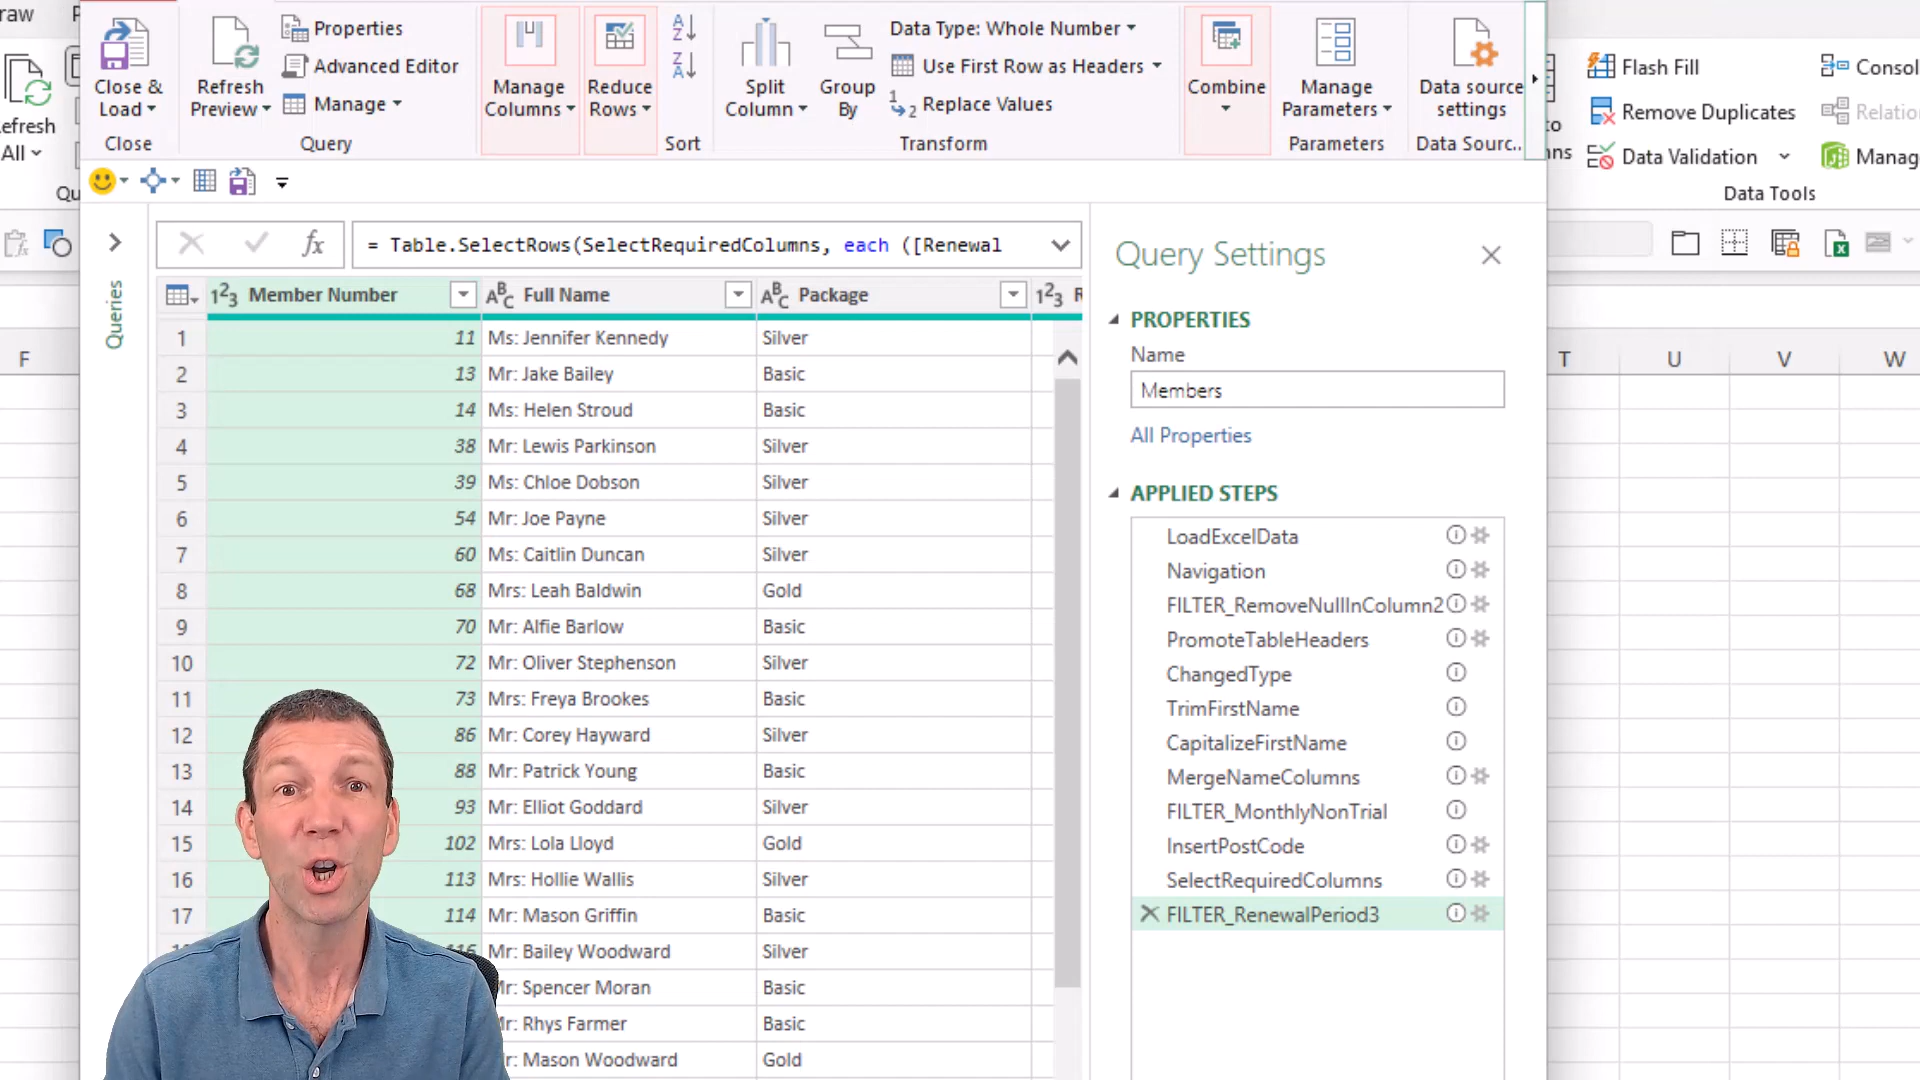 raw
Properties
Advanced Editor
Manage
Close & Load
Close
Refresh Preview
Query
Manage Columns
Reduce Rows
Sort
Split Column
Group By
Data Type: Whole Number
Use First Row as Headers
Replace Values
Transform
Combine
Manage Parameters
Parameters
Data source settings
Data Sourc..
Flash Fill
Remove Duplicates
Data Validation
Data Tools
Consol
Relatio
Manag
efresh All
Qu
Queries
= Table.SelectRows(SelectRequiredColumns, each ([Renewal
Member Number Full Name Package R
1 11 Ms: Jennifer Kennedy Silver
2 13 Mr: Jake Bailey Basic
3 14 Ms: Helen Stroud Basic
4 38 Mr: Lewis Parkinson Silver
5 39 Ms: Chloe Dobson Silver
6 54 Mr: Joe Payne Silver
7 60 Ms: Caitlin Duncan Silver
8 68 Mrs: Leah Baldwin Gold
9 70 Mr: Alfie Barlow Basic
10 72 Mr: Oliver Stephenson Silver
11 73 Mrs: Freya Brookes Basic
12 86 Mr: Corey Hayward Silver
13 88 Mr: Patrick Young Basic
14 93 Mr: Elliot Goddard Silver
15 102 Mrs: Lola Lloyd Gold
16 113 Mrs: Hollie Wallis Silver
17 114 Mr: Mason Griffin Basic
116 Mr: Bailey Woodward Silver
Mr: Spencer Moran Basic
Mr: Rhys Farmer Basic
Mr: Mason Woodward Gold
Query Settings
PROPERTIES
Name
Members
All Properties
APPLIED STEPS
LoadExcelData
Navigation
FILTER_RemoveNullInColumn2
PromoteTableHeaders
ChangedType
TrimFirstName
CapitalizeFirstName
MergeNameColumns
FILTER_MonthlyNonTrial
InsertPostCode
SelectRequiredColumns
FILTER_RenewalPeriod3
F
T U V W